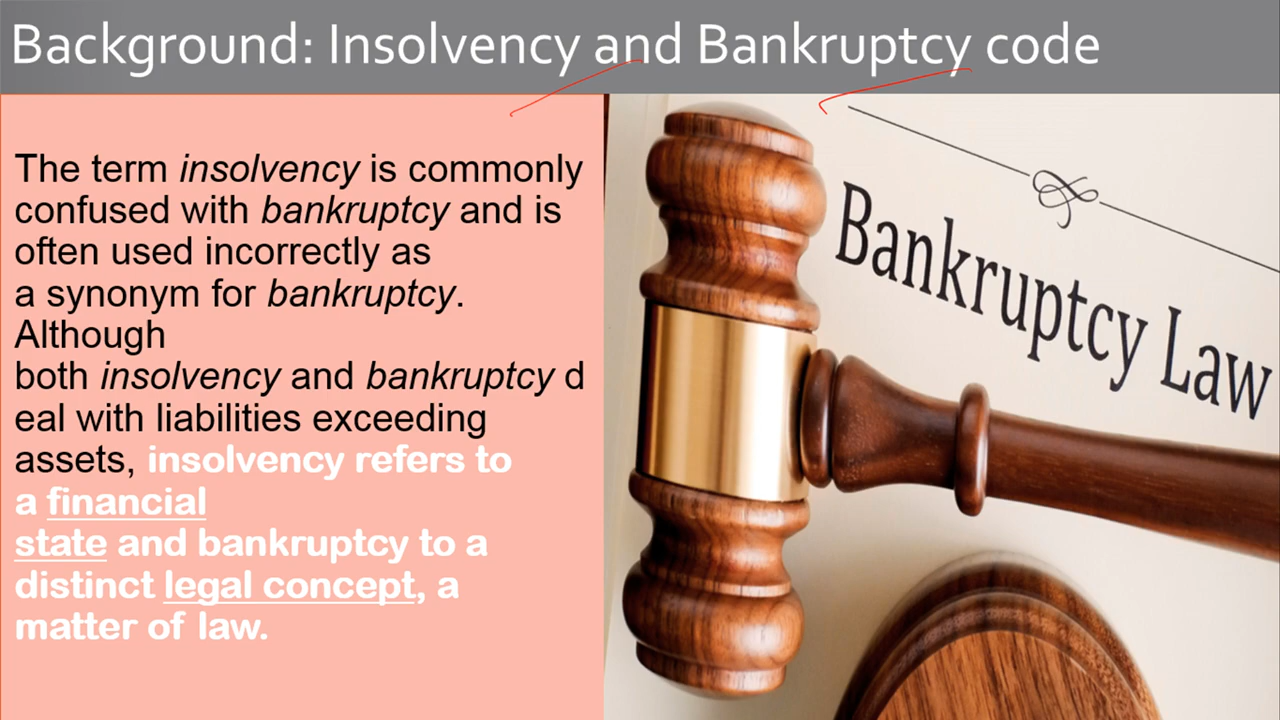 Background: Insolvency and Bankruptcy code
The term insolvency is commonly
confused with bankruptcy and is
often used incorrectly as
a synonym for bankruptcy.
Although
both insolvency and bankruptcy d
eal with liabilities exceeding
assets, insolvency refers to
a financial
state and bankruptcy to a
distinct legal concept, a
matter of law.
Bankruptcy Law